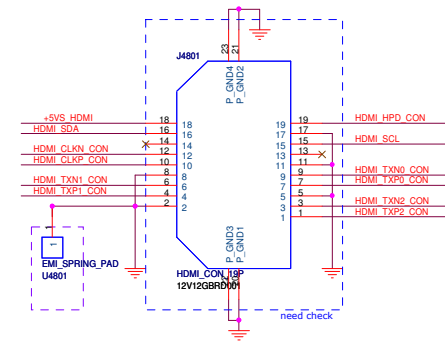 23
21
J4801
P_GND4
P_GND2
+5VS_HDMI 18 18 19 19 HDMI_HPD_CON
HDMI_SDA 16 16 17 17
14 14 15 15 HDMI_SCL
HDMI_CLKN_CON 12 12 13 13
HDMI_CLKP_CON 10 10 11 11
8 8 9 9 HDMI_TXN0_CON
HDMI_TXN1_CON 6 6 7 7 HDMI_TXP0_CON
HDMI_TXP1_CON 4 4 5 5
2 2 3 3 HDMI_TXN2_CON
1 1 HDMI_TXP2_CON
1
1
P_GND3
P_GND1
EMI_SPRING_PAD
U4801
HDMI_CON_19P
12V12GBRD001
need check